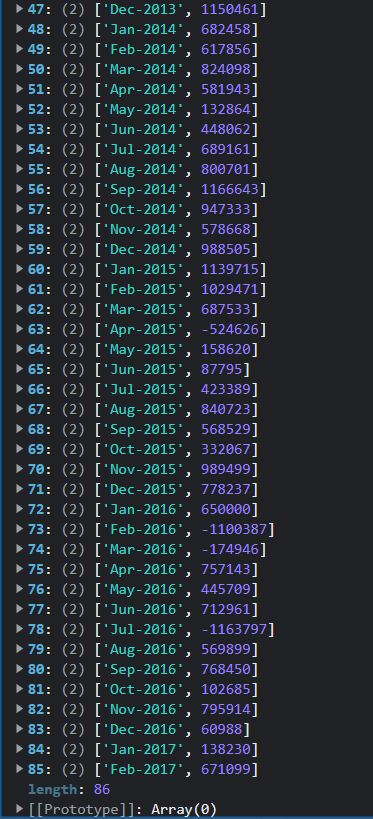 47: (2) ['Dec-2013', 1150461]
48: (2) ['Jan-2014', 682458]
49: (2) ['Feb-2014', 617856]
50: (2) ['Mar-2014', 824098]
51: (2) ['Apr-2014', 581943]
52: (2) ['May-2014', 132864]
53: (2) ['Jun-2014', 448062]
54: (2) ['Jul-2014', 689161]
55: (2) ['Aug-2014', 800701]
56: (2) ['Sep-2014', 1166643]
57: (2) ['Oct-2014', 947333]
58: (2) ['Nov-2014', 578668]
59: (2) ['Dec-2014', 988505]
60: (2) ['Jan-2015', 1139715]
61: (2) ['Feb-2015', 1029471]
62: (2) ['Mar-2015', 687533]
63: (2) ['Apr-2015', -524626]
64: (2) ['May-2015', 158620]
65: (2) ['Jun-2015', 87795]
66: (2) ['Jul-2015', 423389]
67: (2) ['Aug-2015', 840723]
68: (2) ['Sep-2015', 568529]
69: (2) ['Oct-2015', 332067]
70: (2) ['Nov-2015', 989499]
71: (2) ['Dec-2015', 778237]
72: (2) ['Jan-2016', 650000]
73: (2) ['Feb-2016', -1100387]
74: (2) ['Mar-2016', -174946]
75: (2) ['Apr-2016', 757143]
76: (2) ['May-2016', 445709]
77: (2) ['Jun-2016', 712961]
78: (2) ['Jul-2016', -1163797]
79: (2) ['Aug-2016', 569899]
80: (2) ['Sep-2016', 768450]
81: (2) ['Oct-2016', 102685]
82: (2) ['Nov-2016', 795914]
83: (2) ['Dec-2016', 60988]
84: (2) ['Jan-2017', 138230]
85: (2) ['Feb-2017', 671099]
length: 86
[[Prototype]]: Array(0)